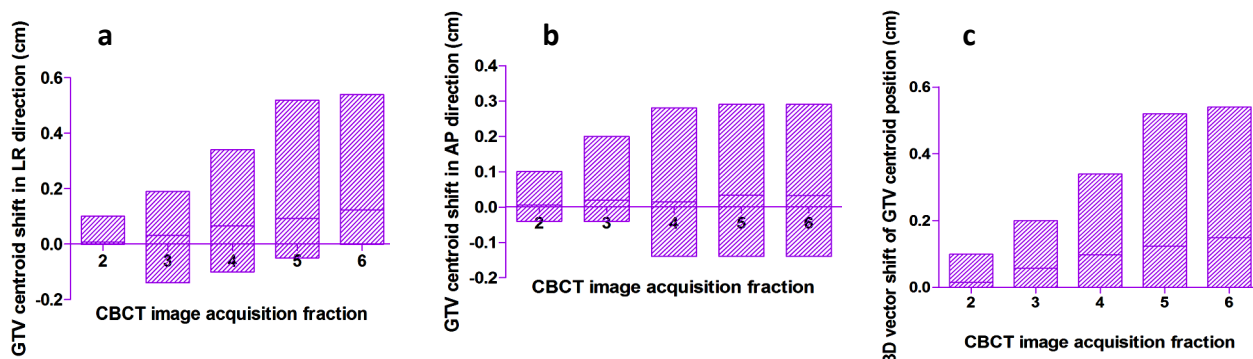 a
GTV centroid shift in LR direction (cm)
0.6
0.4
0.2
0.0
-0.2
2 3 4 5 6
CBCT image acquisition fraction
b
GTV centroid shift in AP direction (cm)
0.4
0.3
0.2
0.1
0.0
-0.1
-0.2
2 3 4 5 6
CBCT image acquisition fraction
c
3D vector shift of GTV centroid position (cm)
0.6
0.4
0.2
0.0
2 3 4 5 6
CBCT image acquisition fraction